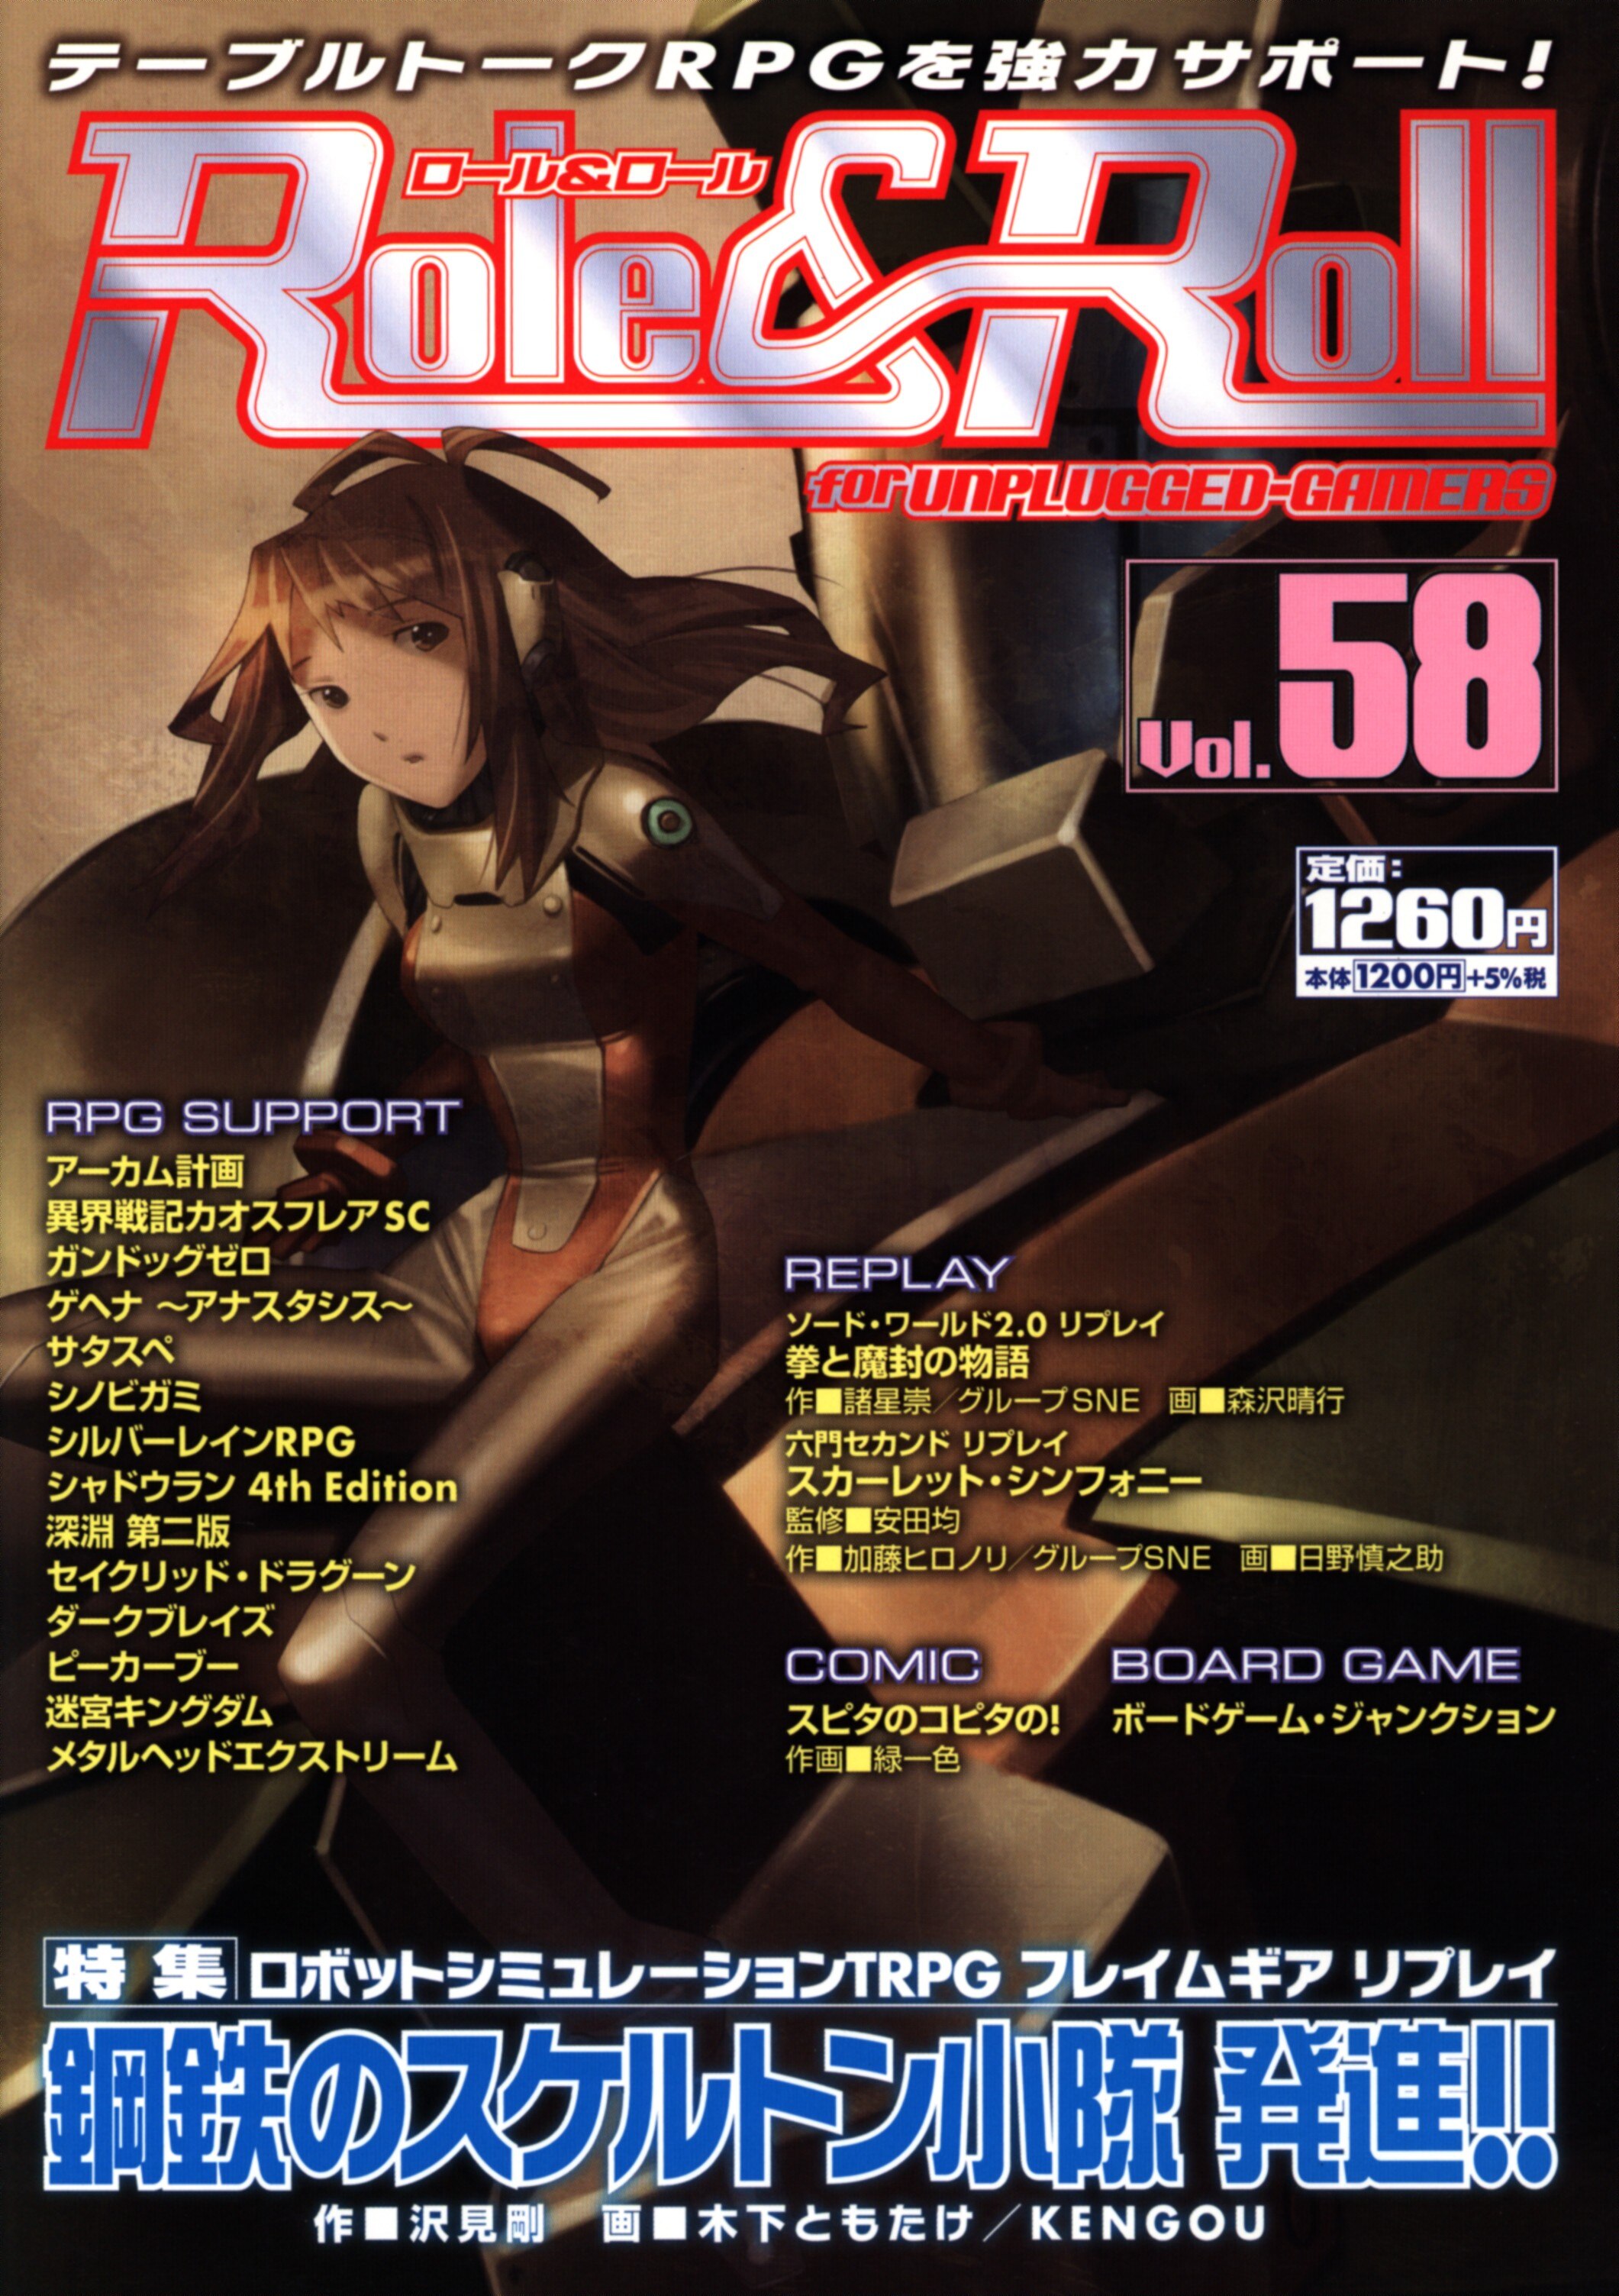 テーブルトークRPGを強力サポート!
ロール&ロール
Role&Roll
for UNPLUGGED-GAMERS
Vol.58
定価:
1260円
本体1200円+5%税
RPG SUPPORT
アーカム計画
異界戦記カオスフレアSC
ガンドッグゼロ
ゲヘナ ～アナスタシス～
サタスペ
シノビガミ
シルバーレインRPG
シャドウラン 4th Edition
深淵 第二版
セイクリッド・ドラグーン
ダークブレイズ
ピーカーブー
迷宮キングダム
メタルヘッドエクストリーム
REPLAY
ソード・ワールド2.0 リプレイ
拳と魔封の物語
作■諸星崇／グループSNE 画■森沢晴行
六門セカンド リプレイ
スカーレット・シンフォニー
監修■安田均
作■加藤ヒロノリ／グループSNE 画■日野慎之助
COMIC
スピタのコピタの!
作画■緑一色
BOARD GAME
ボードゲーム・ジャンクション
特集 ロボットシミュレーションTRPG フレイムギア リプレイ
鋼鉄のスケルトン小隊 発進!!
作■沢見剛 画■木下ともたけ／KENGOU